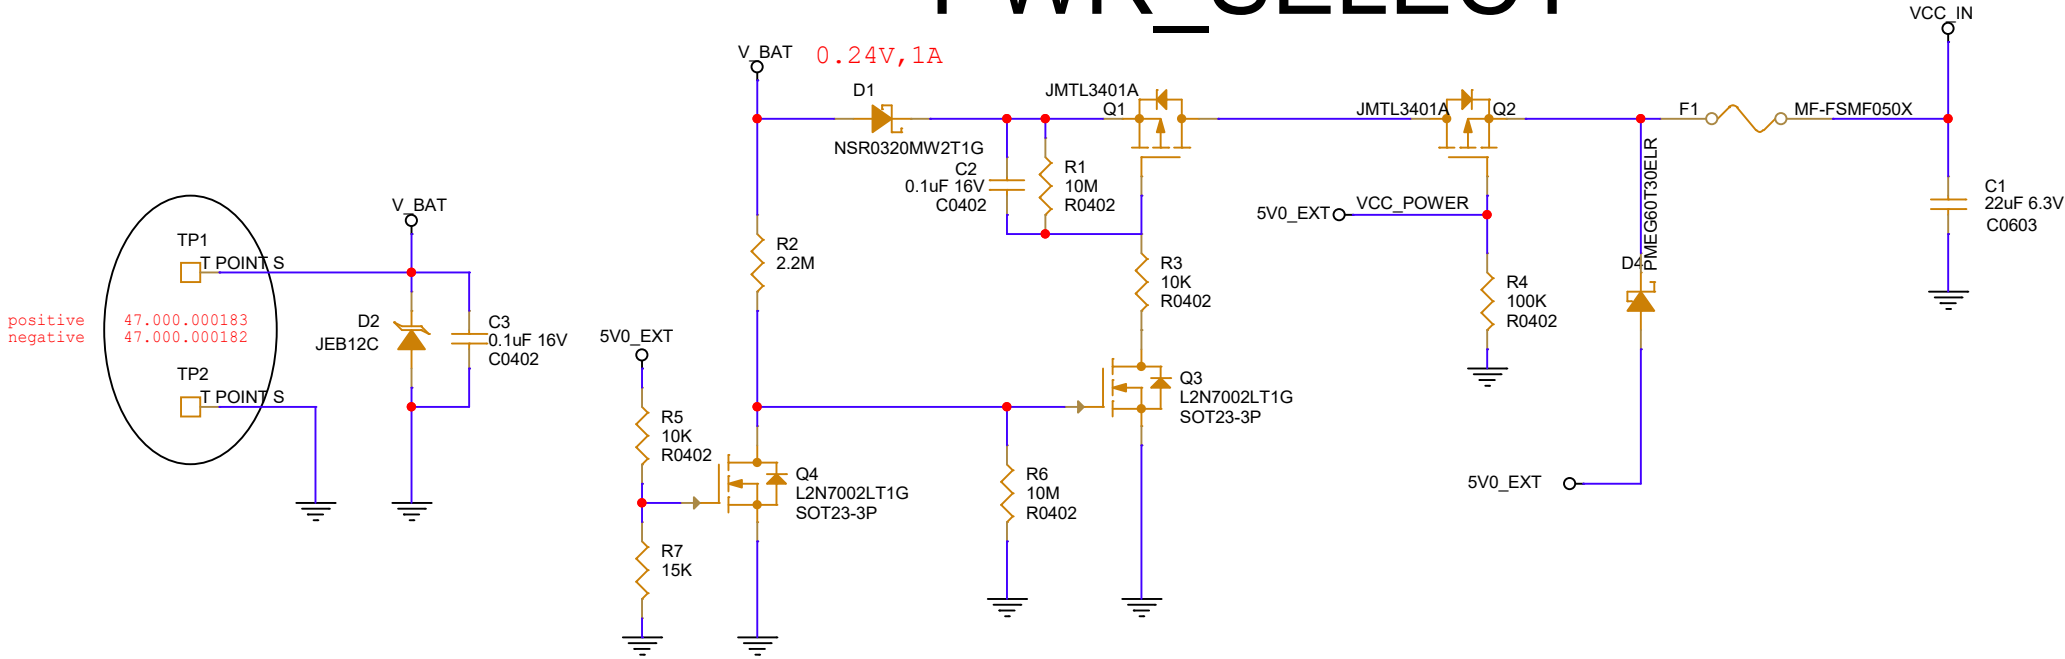 PWR_SELECT
VCC_IN
V_BAT
0.24V,1A
D1
NSR0320MW2T1G
JMTL3401A
Q1
JMTL3401A
Q2
F1
MF-FSMF050X
C2
0.1uF 16V
C0402
R1
10M
R0402
C1
22uF 6.3V
C0603
5V0_EXT
VCC_POWER
PMEG60T30ELR
D4
V_BAT
TP1
T POINT S
R2
2.2M
R3
10K
R0402
R4
100K
R0402
positive 47.000.000183
negative 47.000.000182
D2
JEB12C
C3
0.1uF 16V
C0402
5V0_EXT
TP2
T POINT S
Q3
L2N7002LT1G
SOT23-3P
R5
10K
R0402
Q4
L2N7002LT1G
SOT23-3P
R6
10M
R0402
5V0_EXT
R7
15K